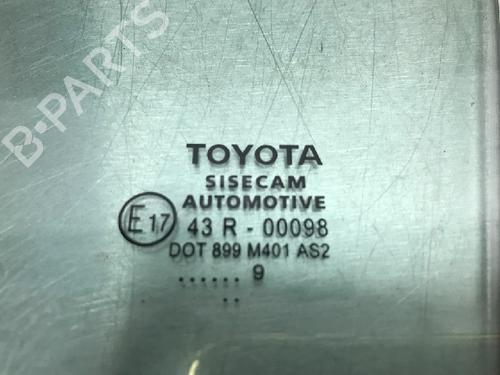 B-PARTS
TOYOTA
SISECAM
AUTOMOTIVE
E17 43 R - 00098
DOT 899 M401 AS2
...... 9
..